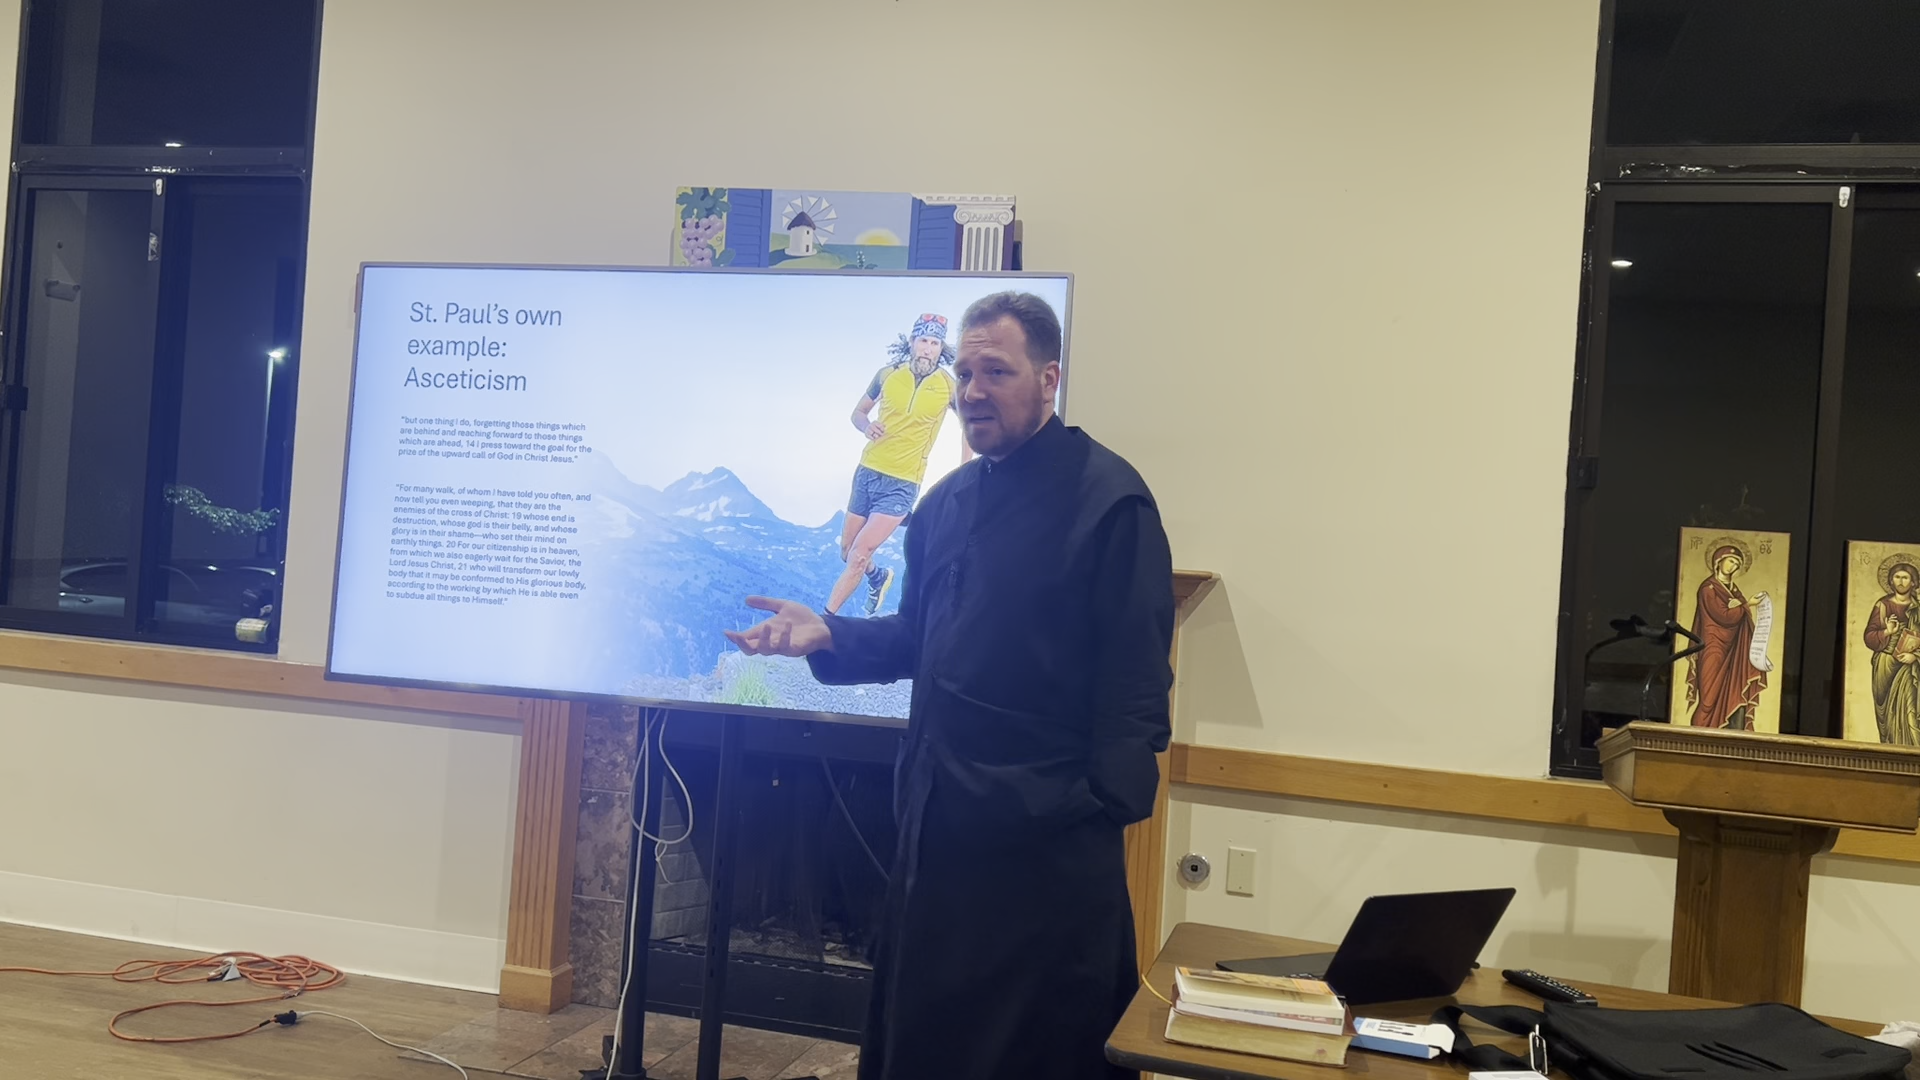 St. Paul's own
example:
Asceticism
"but one thing I do, forgetting those things which
are behind and reaching forward to those things
which are ahead, 14 I press toward the goal for the
prize of the upward call of God in Christ Jesus."
"For many walk, of whom I have told you often, and
now tell you even weeping, that they are the
enemies of the cross of Christ: 19 whose end is
destruction, whose god is their belly, and whose
glory is in their shame—who set their mind on
earthly things. 20 For our citizenship is in heaven,
from which we also eagerly wait for the Savior, the
Lord Jesus Christ, 21 who will transform our lowly
body that it may be conformed to His glorious body,
according to the working by which He is able even
to subdue all things to Himself."